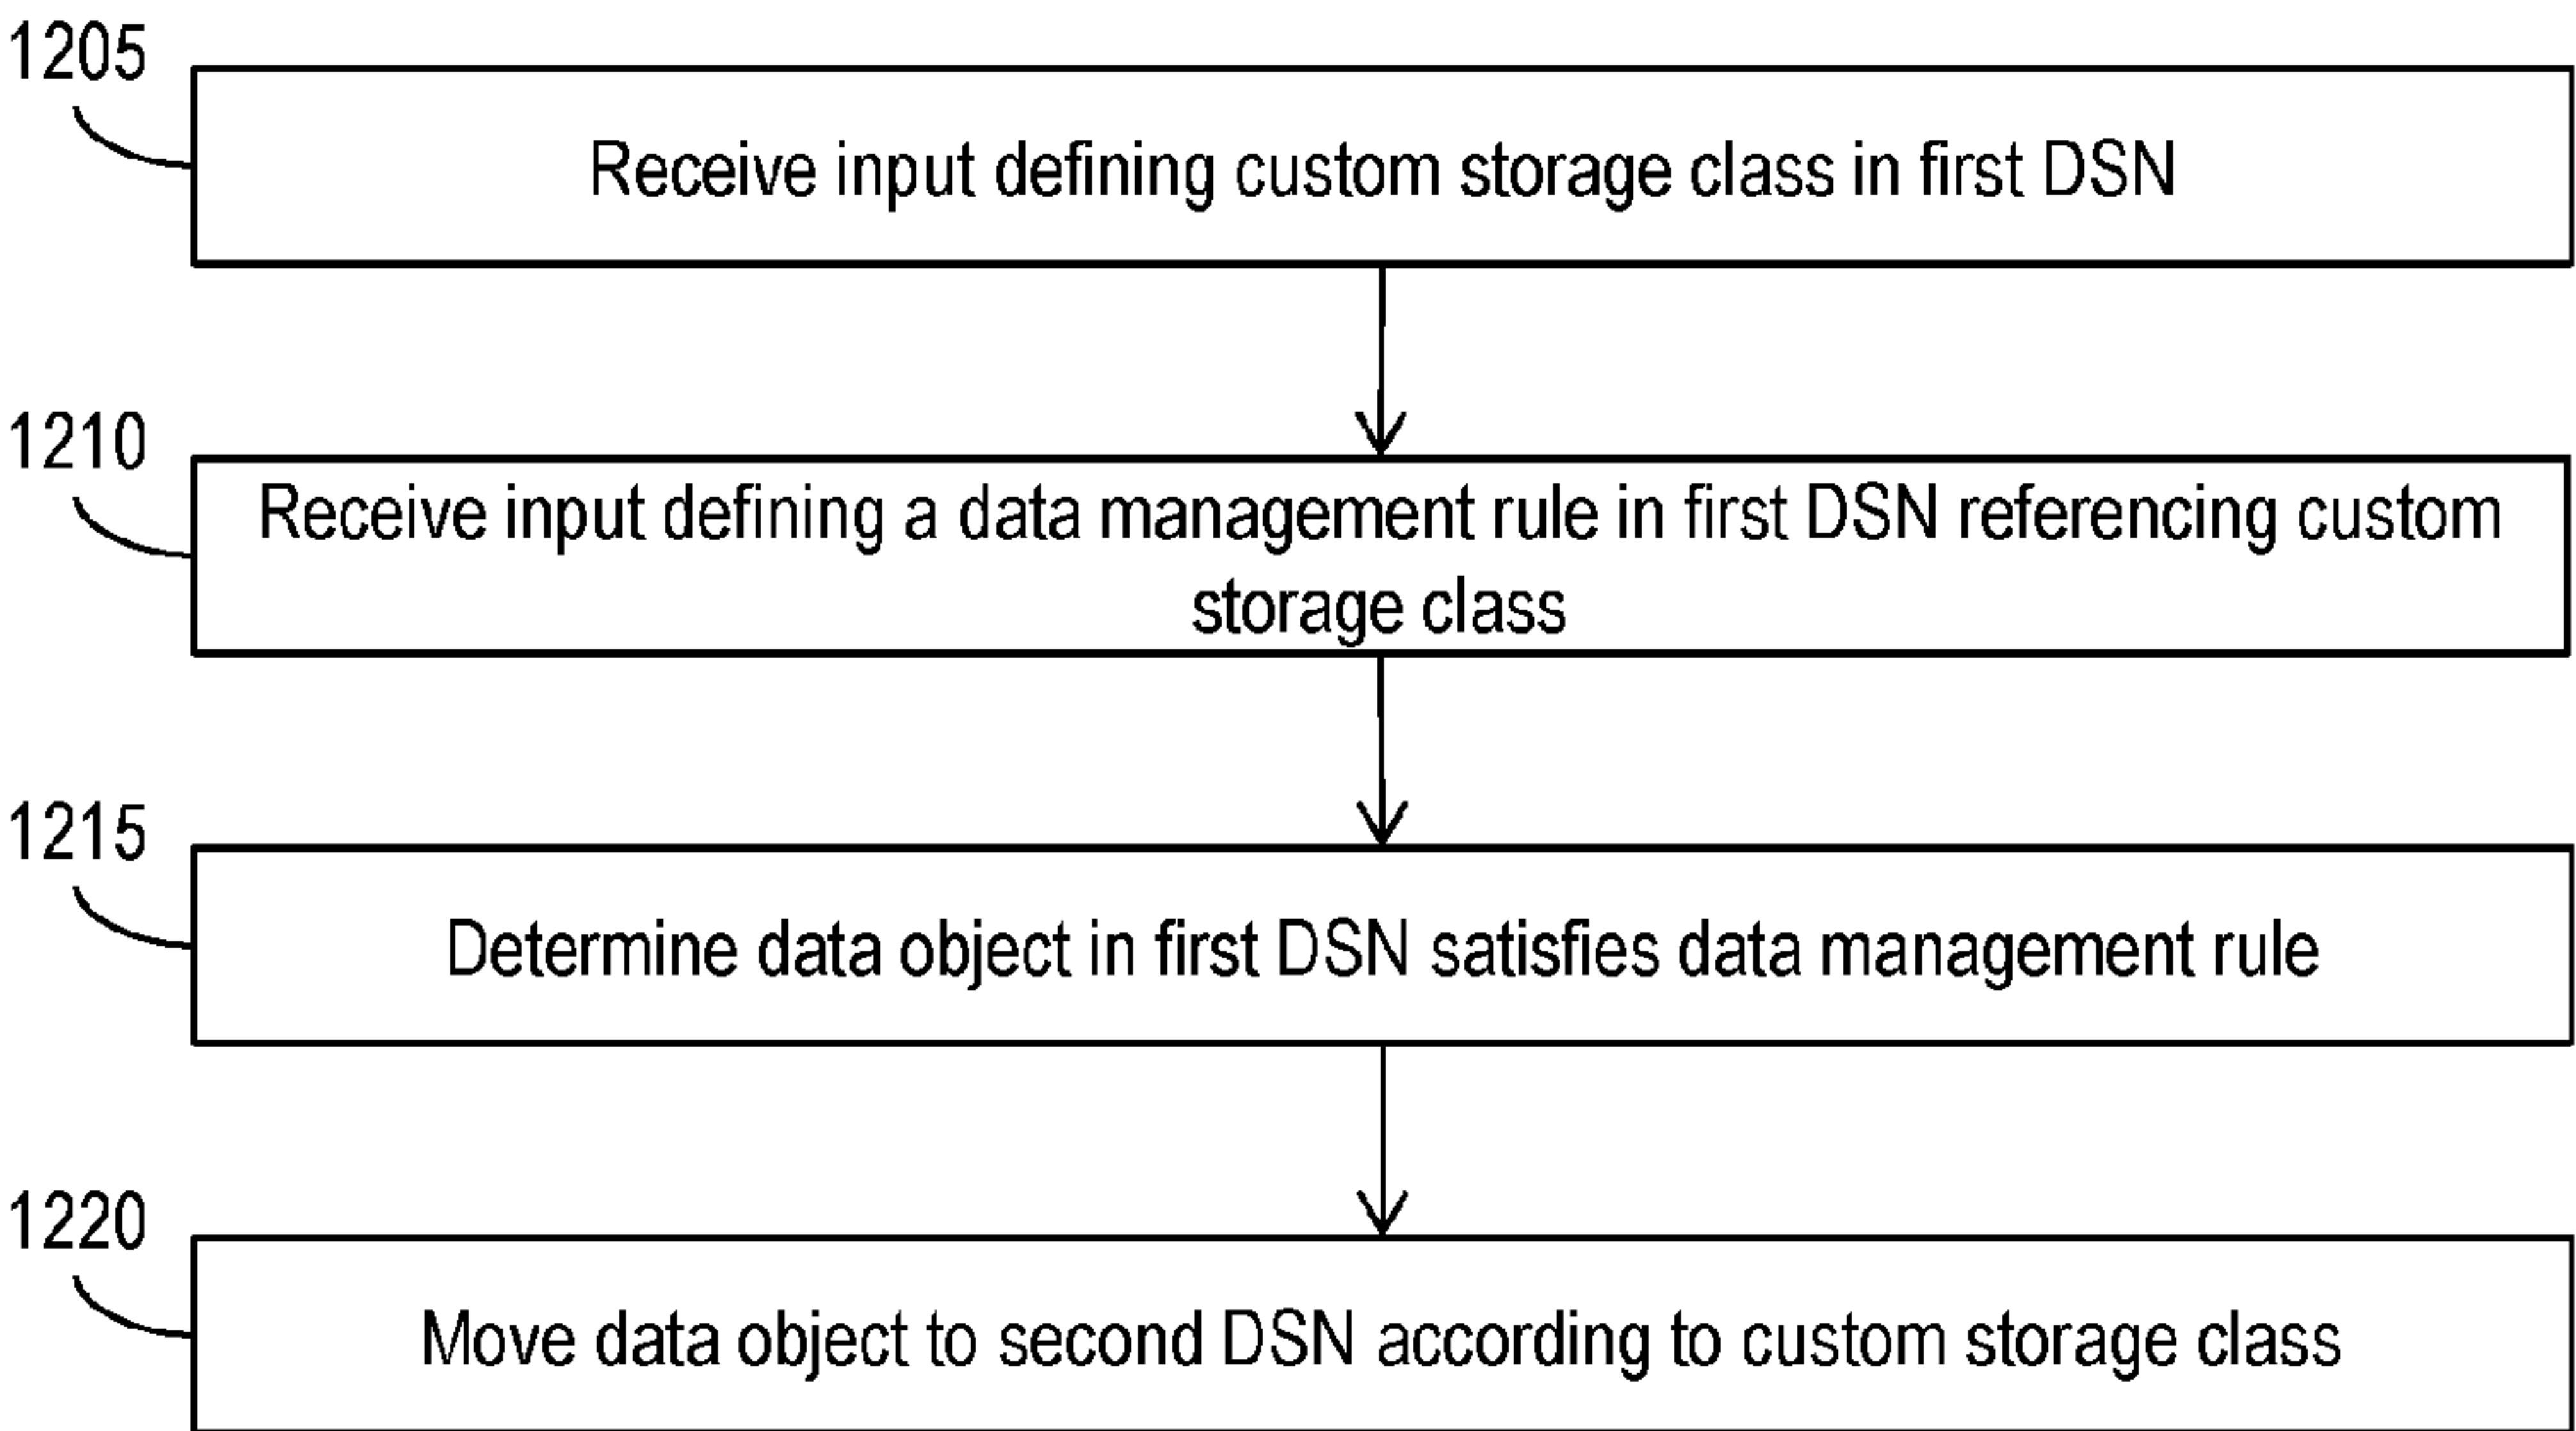 1205
Receive input defining custom storage class in first DSN
1210
Receive input defining a data management rule in first DSN referencing custom
storage class
1215
Determine data object in first DSN satisfies data management rule
1220
Move data object to second DSN according to custom storage class